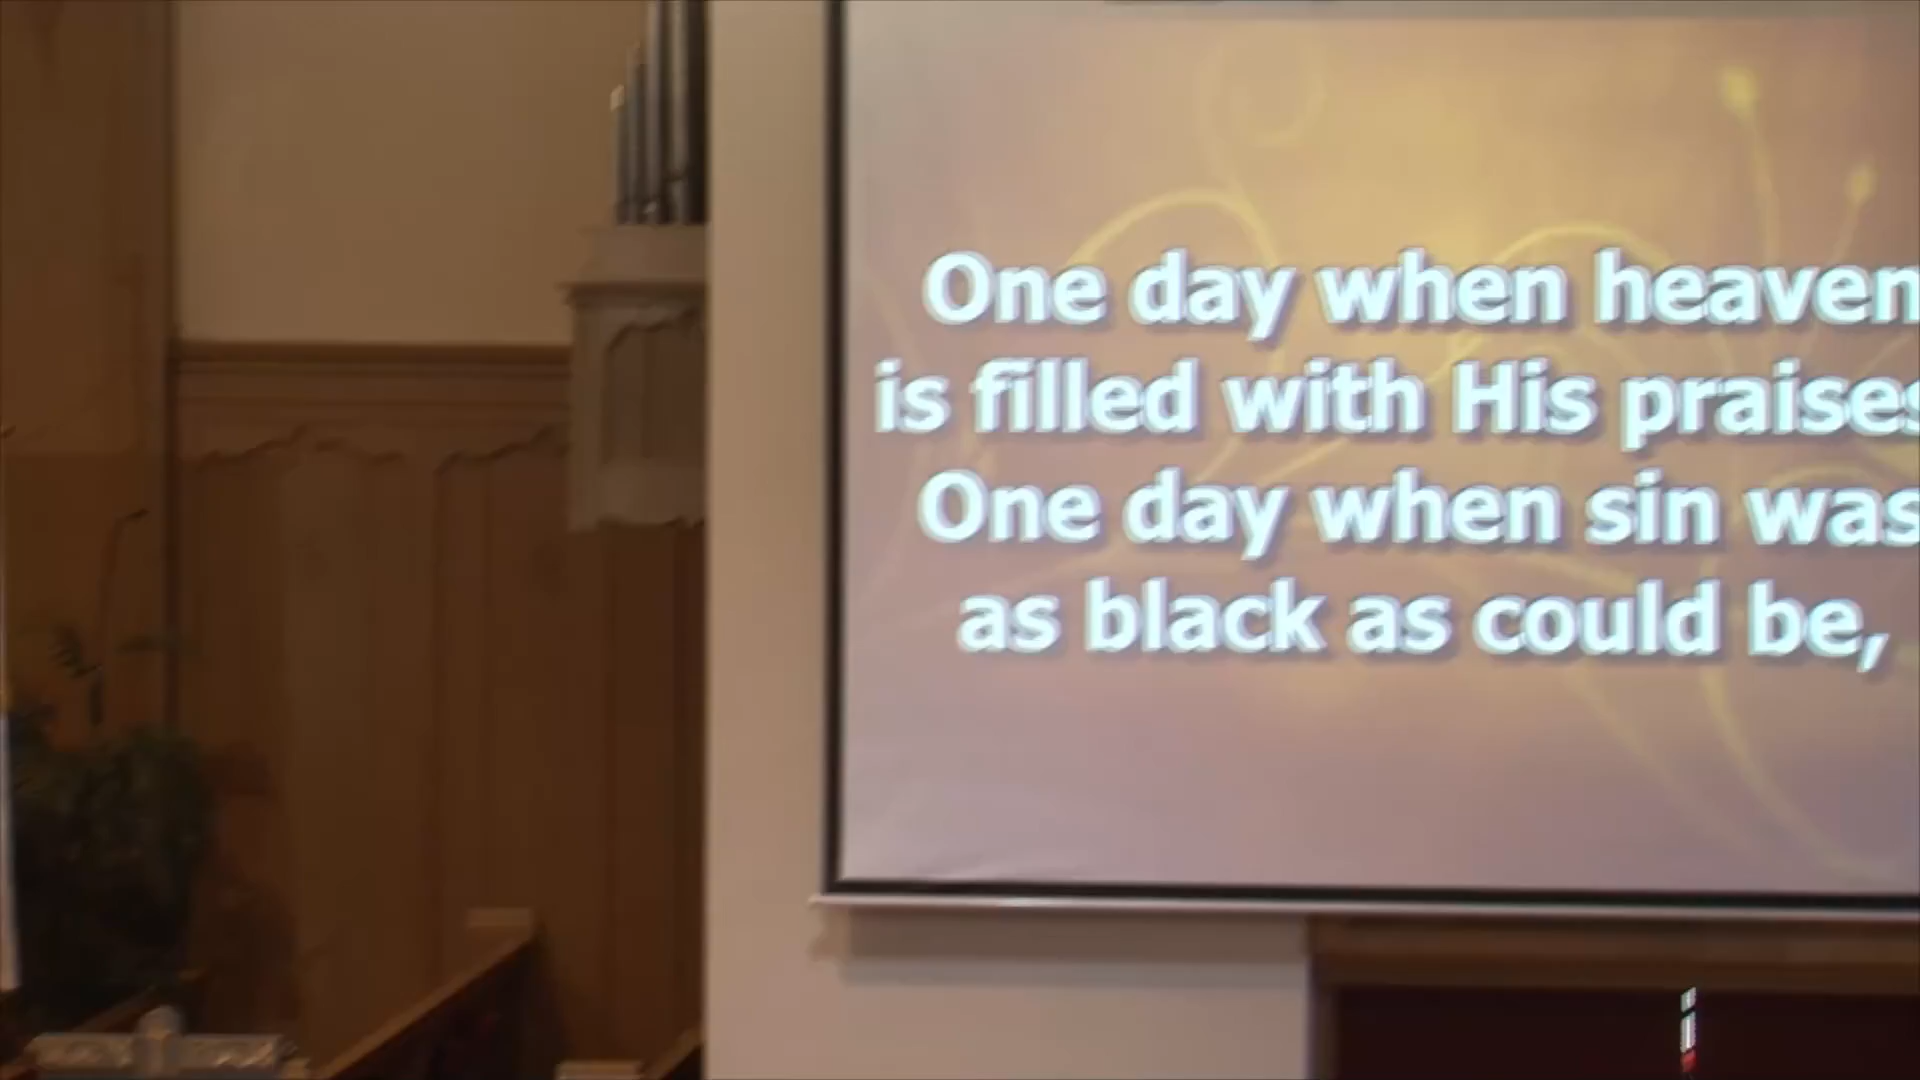 One day when heaven
is filled with His praises
One day when sin was
as black as could be,